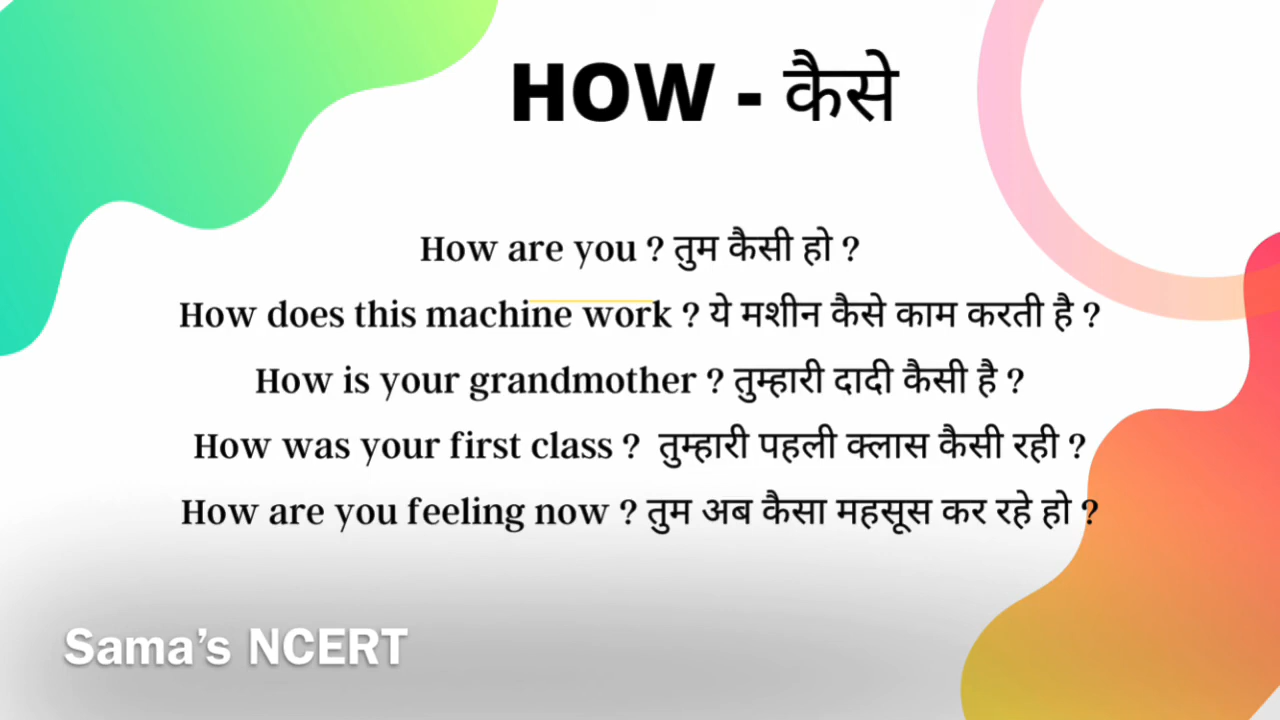 HOW - कैसे
How are you ? तुम कैसी हो ?
How does this machine work ? ये मशीन कैसे काम करती है ?
How is your grandmother ? तुम्हारी दादी कैसी है ?
How was your first class ? तुम्हारी पहली क्लास कैसी रही ?
How are you feeling now ? तुम अब कैसा महसूस कर रहे हो ?
Sama's NCERT